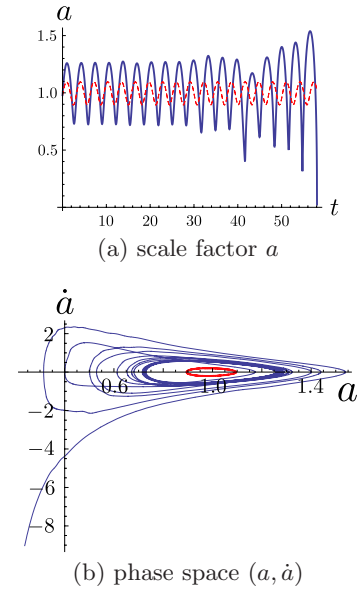 a
1.5
1.0
0.5
10 20 30 40 50 t
(a) scale factor a
ȧ
2
0.6 1.0 1.4 a
−2
−4
−6
−8
(b) phase space (a, ȧ)